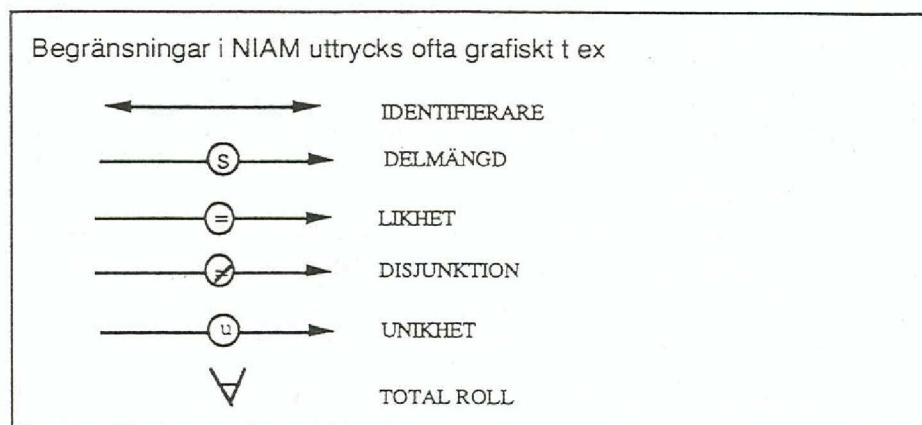 Begränsningar i NIAM uttrycks ofta grafiskt t ex
IDENTIFIERARE
S DELMÄNGD
= LIKHET
≠ DISJUNKTION
u UNIKHET
∀ TOTAL ROLL